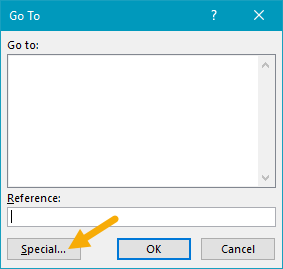 Go To ?
Go to:
Reference:
Special... OK Cancel